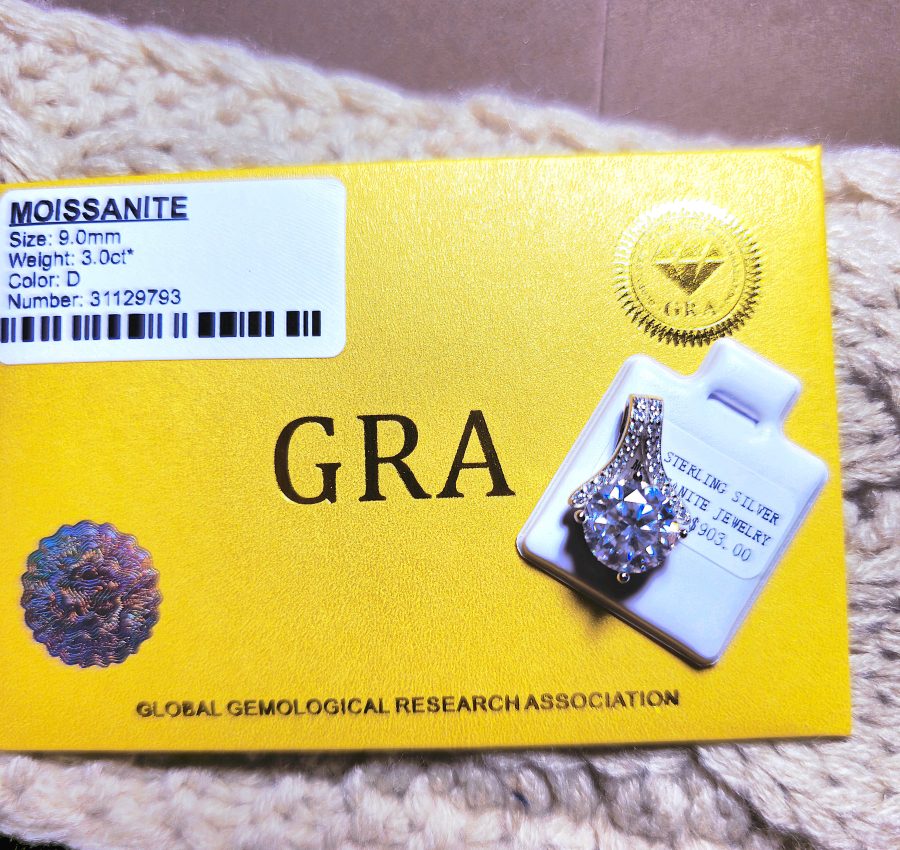 MOISSANITE
Size: 9.0mm
Weight: 3.0ct*
Color: D
Number: 31129793
GRA
GRA
STERLING SILVER
JEWELRY
$903.00
GLOBAL GEMOLOGICAL RESEARCH ASSOCIATION